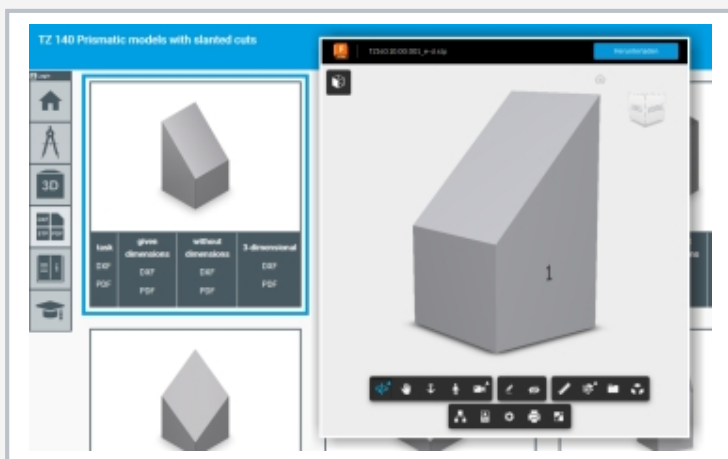 TZ 140 Prismatic models with slanted cuts
Herunterladen
3D
task
given dimensions
without dimensions
3-dimensional
DXF
DXF
DXF
DXF
PDF
PDF
PDF
PDF
1